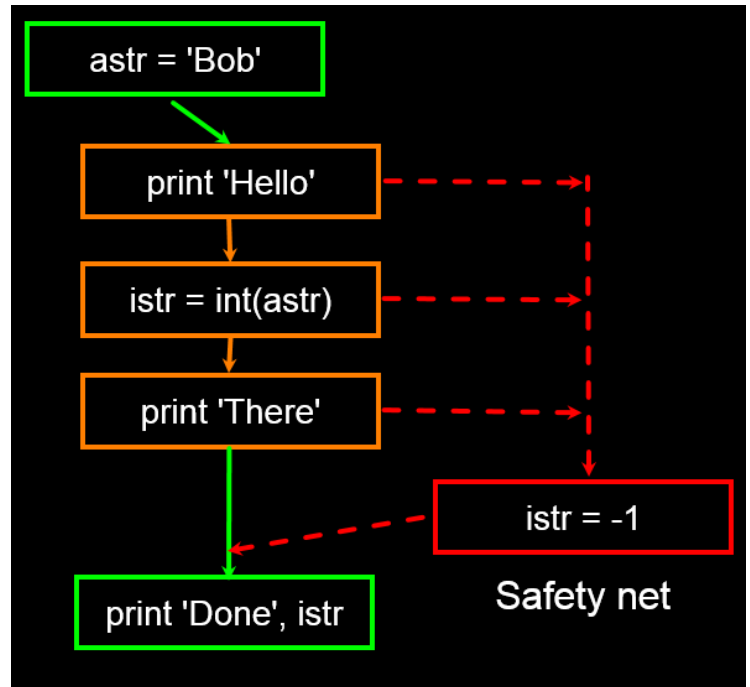 astr = 'Bob'
print 'Hello'
istr = int(astr)
print 'There'
istr = -1
Safety net
print 'Done', istr